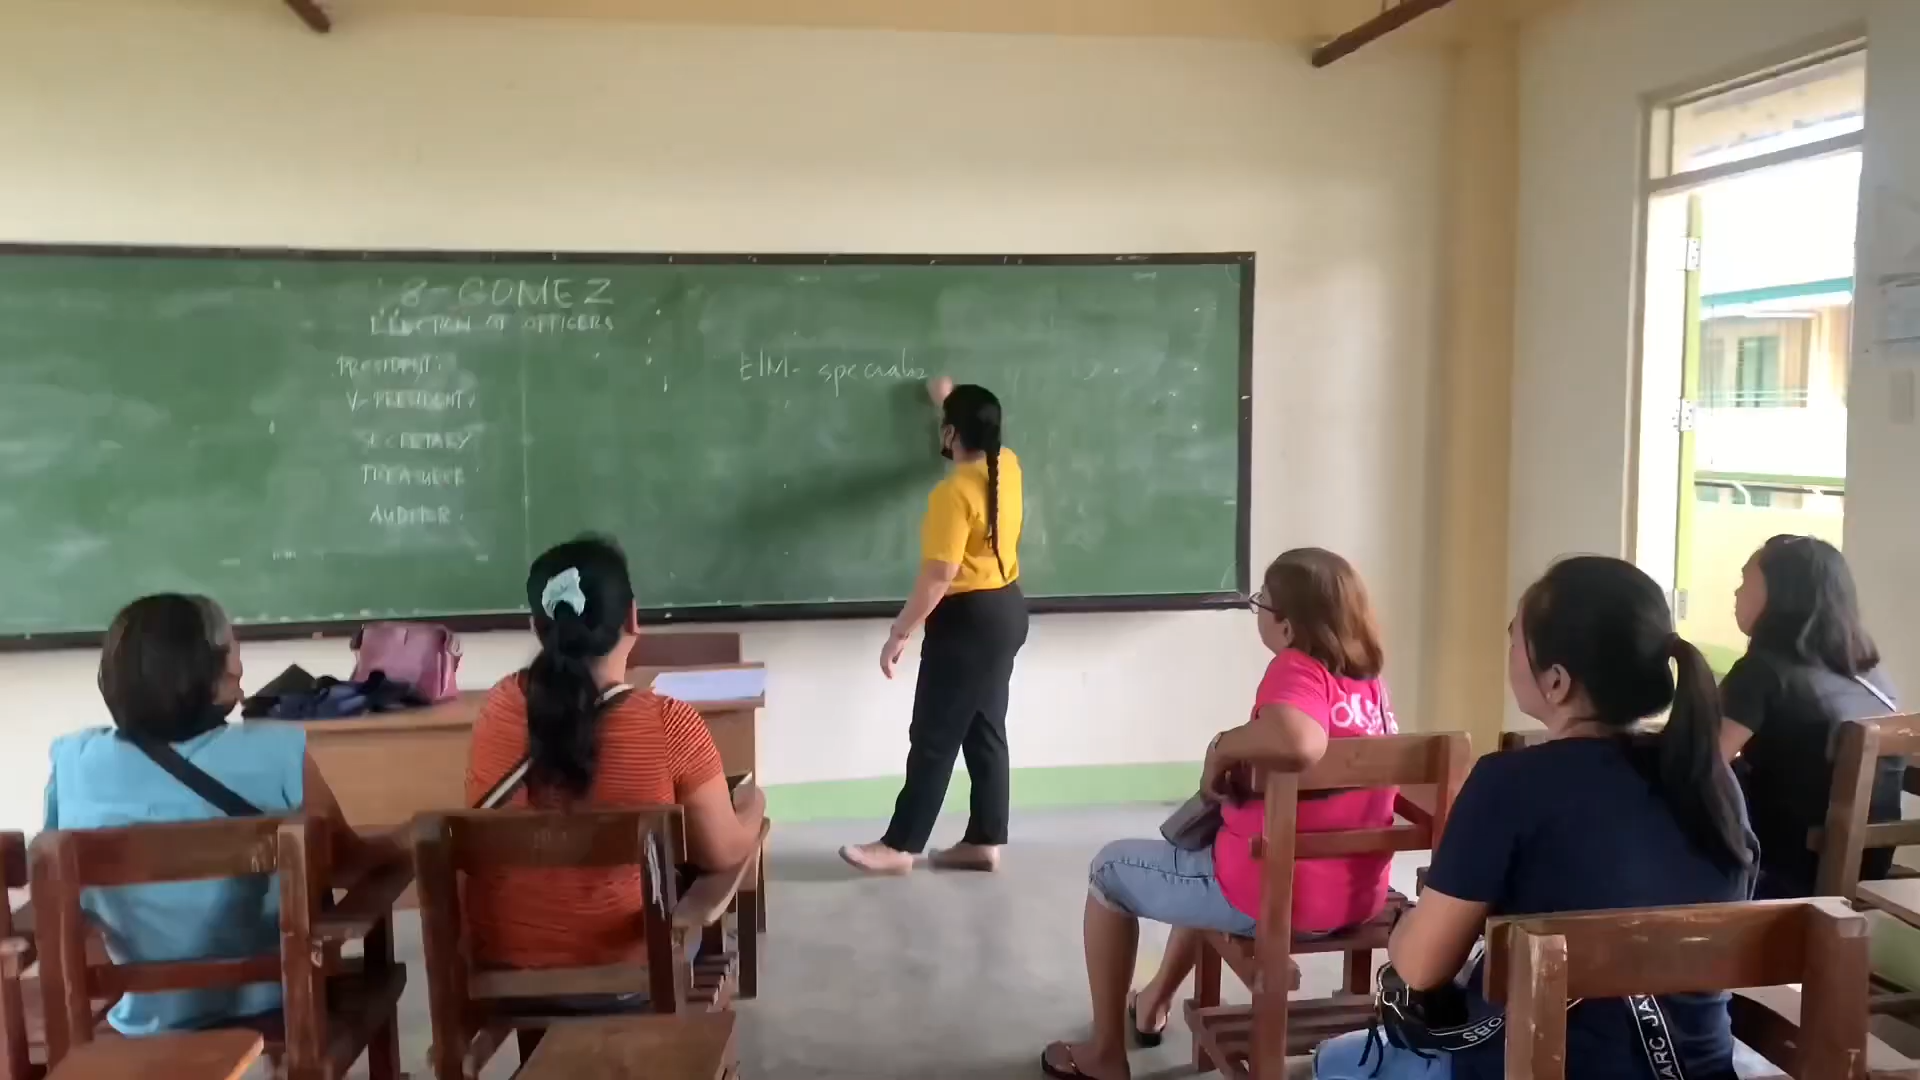 8-GOMEZ
ELECTION OF OFFICERS
PRESIDENT:
V-PRESIDENT:
SECRETARY
TREASURER
AUDITOR
EIM- specializ